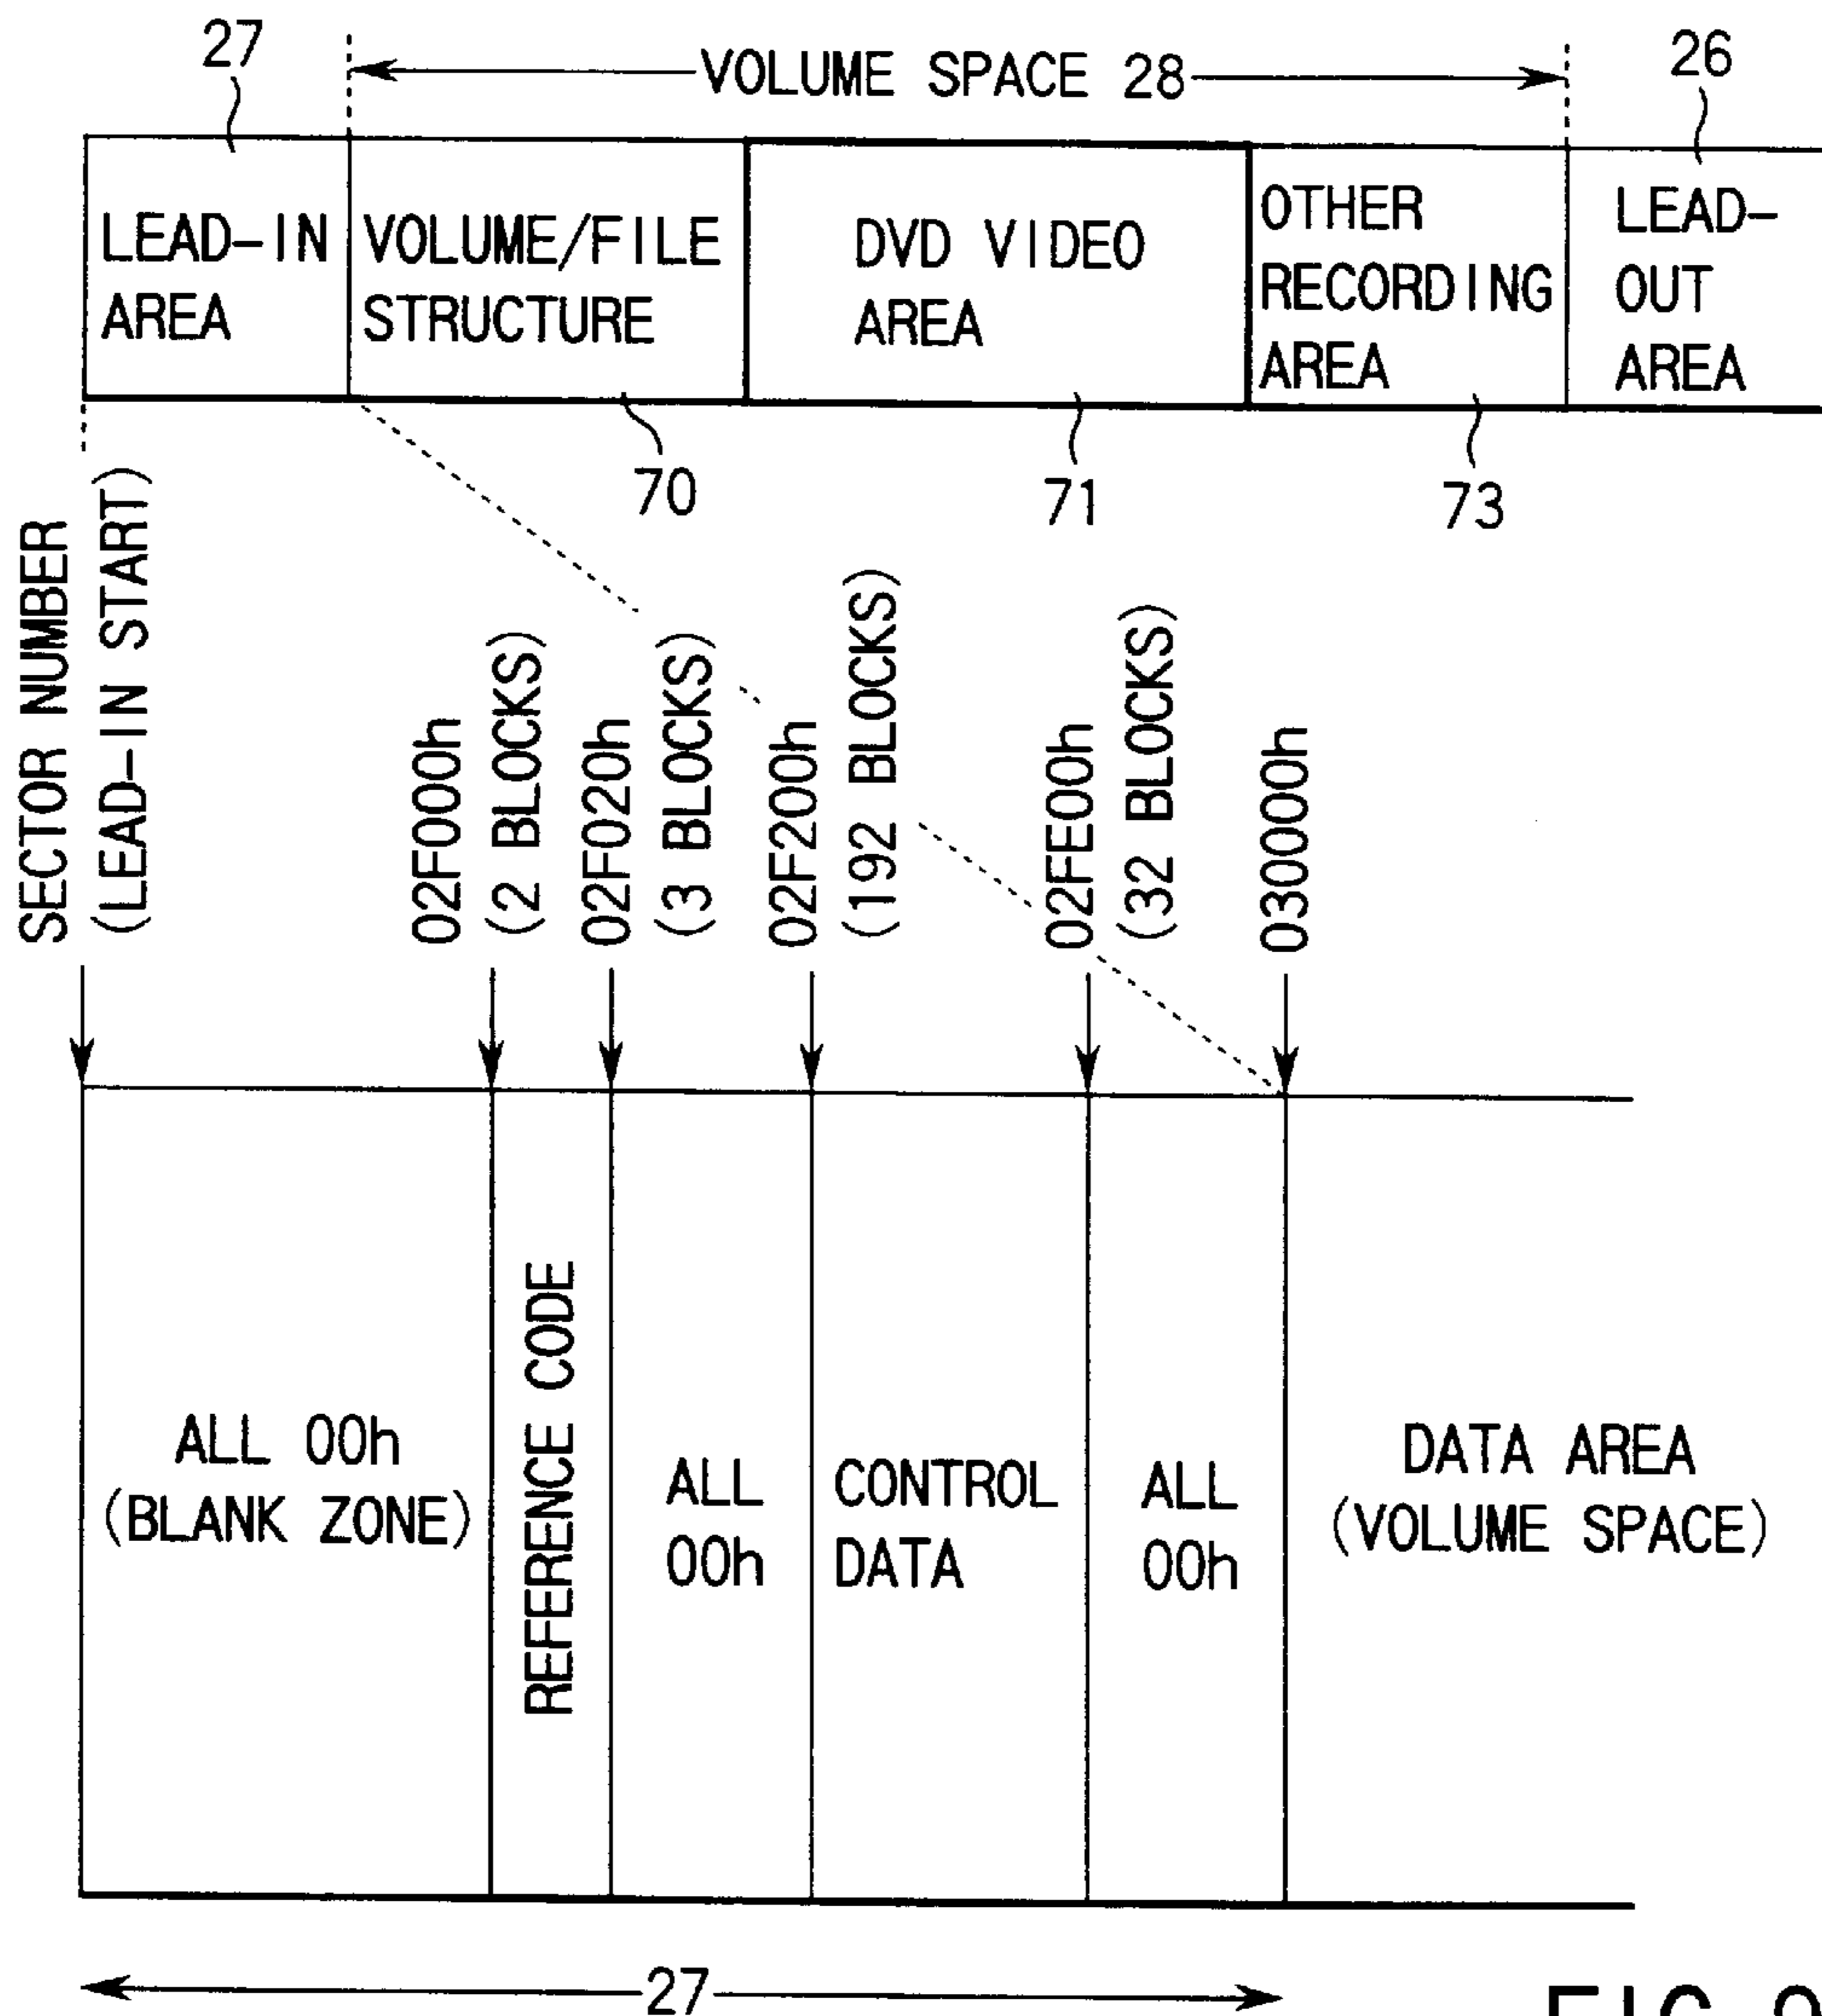 27
VOLUME SPACE 28
26
LEAD-IN
AREA
VOLUME/FILE
STRUCTURE
DVD VIDEO
AREA
OTHER
RECORDING
AREA
LEAD-
OUT
AREA
70
71
73
SECTOR NUMBER
(LEAD-IN START)
02F000h
(2 BLOCKS)
02F020h
(3 BLOCKS)
02F200h
(192 BLOCKS)
02FE00h
(32 BLOCKS)
030000h
ALL 00h
(BLANK ZONE)
REFERENCE CODE
ALL
00h
CONTROL
DATA
ALL
00h
DATA AREA
(VOLUME SPACE)
27